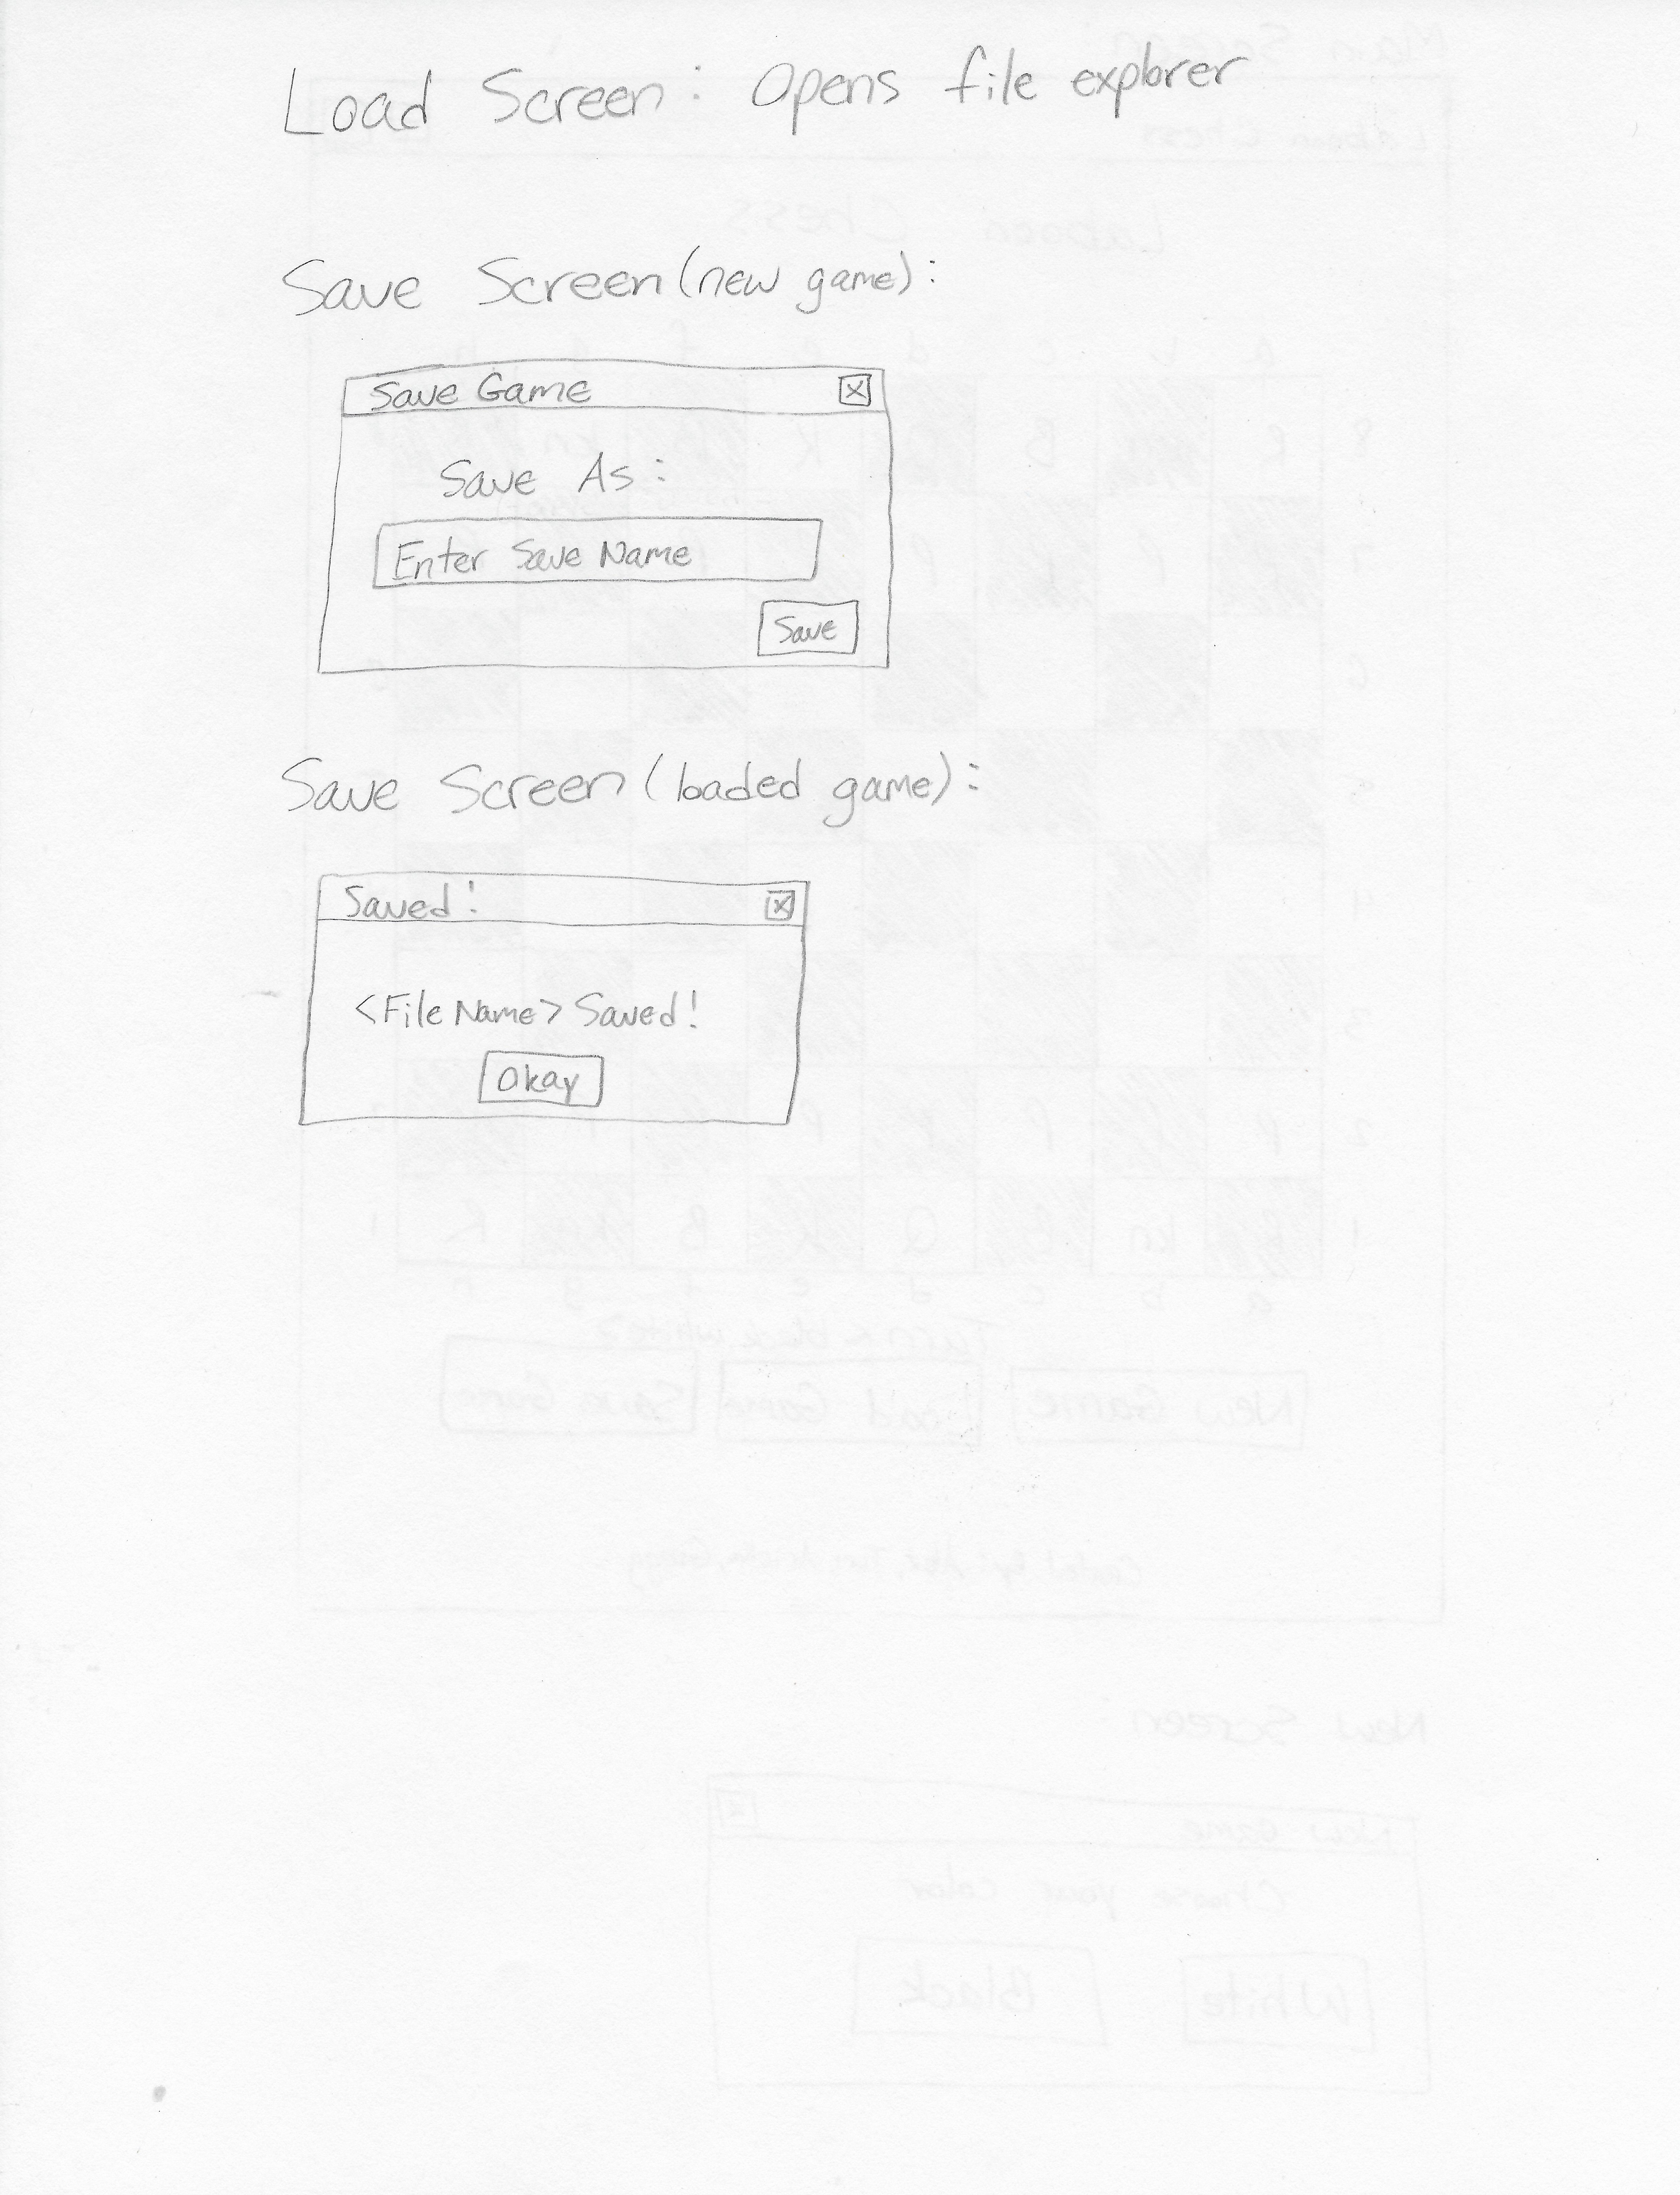 Load Screen: Opens file explorer
Save Screen (new game):
Save Game
Save As:
Enter Save Name
Save
Save Screen (loaded game):
Saved!
<File Name> Saved!
Okay